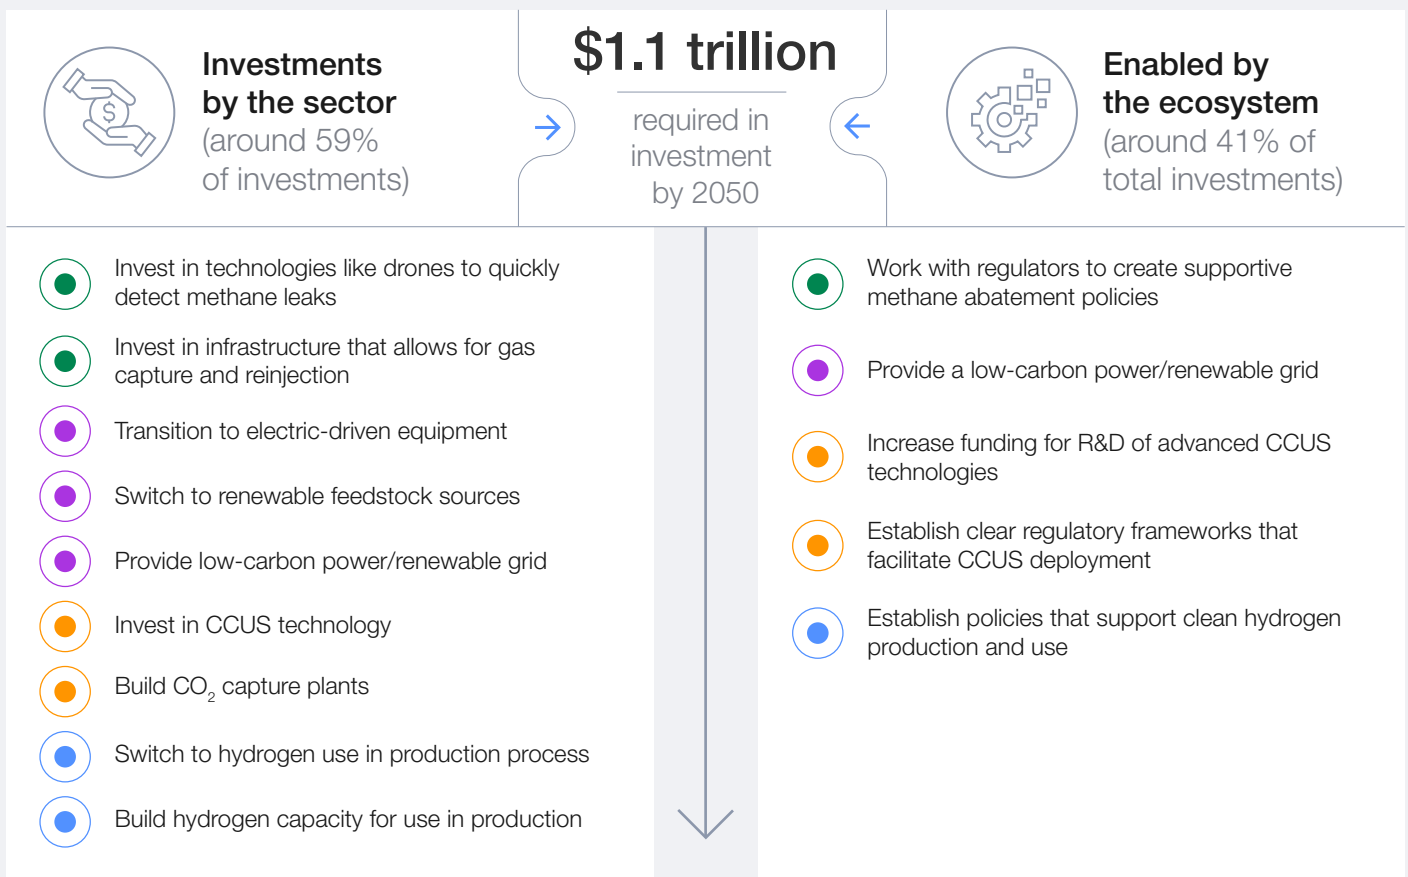 Investments
by the sector
(around 59%
of investments)
$1.1 trillion
required in
investment
by 2050
Enabled by
the ecosystem
(around 41% of
total investments)
$
Invest in technologies like drones to quickly
detect methane leaks
Invest in infrastructure that allows for gas
capture and reinjection
Transition to electric-driven equipment
Switch to renewable feedstock sources
Provide low-carbon power/renewable grid
Invest in CCUS technology
Build CO₂ capture plants
Switch to hydrogen use in production process
Build hydrogen capacity for use in production
Work with regulators to create supportive
methane abatement policies
Provide a low-carbon power/renewable grid
Increase funding for R&D of advanced CCUS
technologies
Establish clear regulatory frameworks that
facilitate CCUS deployment
Establish policies that support clean hydrogen
production and use